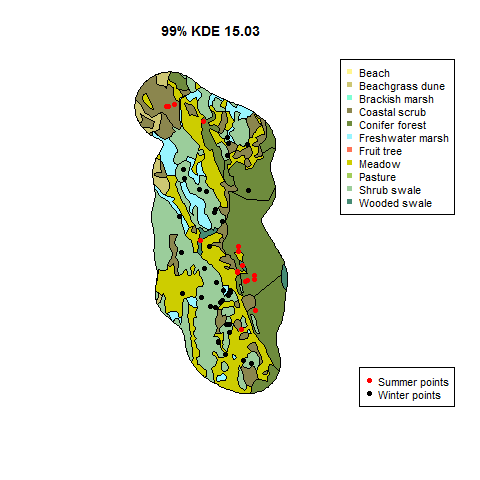 99% KDE 15.03
Beach
Beachgrass dune
Brackish marsh
Coastal scrub
Conifer forest
Freshwater marsh
Fruit tree
Meadow
Pasture
Shrub swale
Wooded swale
Summer points
Winter points